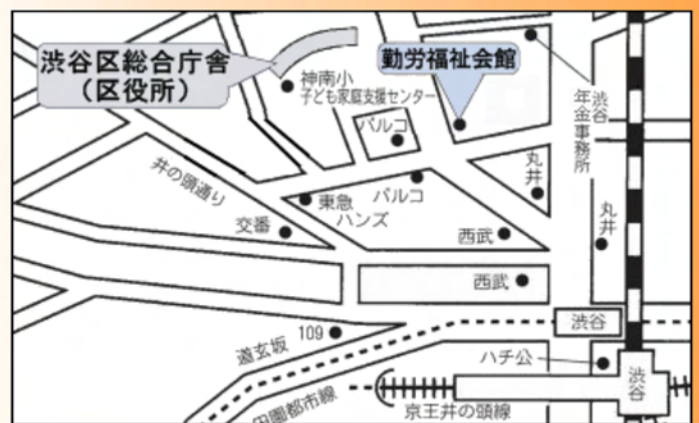 渋谷区総合庁舎
（区役所）
勤労福祉会館
神南小
子ども家庭支援センター
パルコ
渋谷
年金事務所
丸井
井の頭通り
東急
ハンズ
パルコ
丸井
交番
西武
西武
109
渋谷
道玄坂
ハチ公
渋谷
田園都市線
京王井の頭線